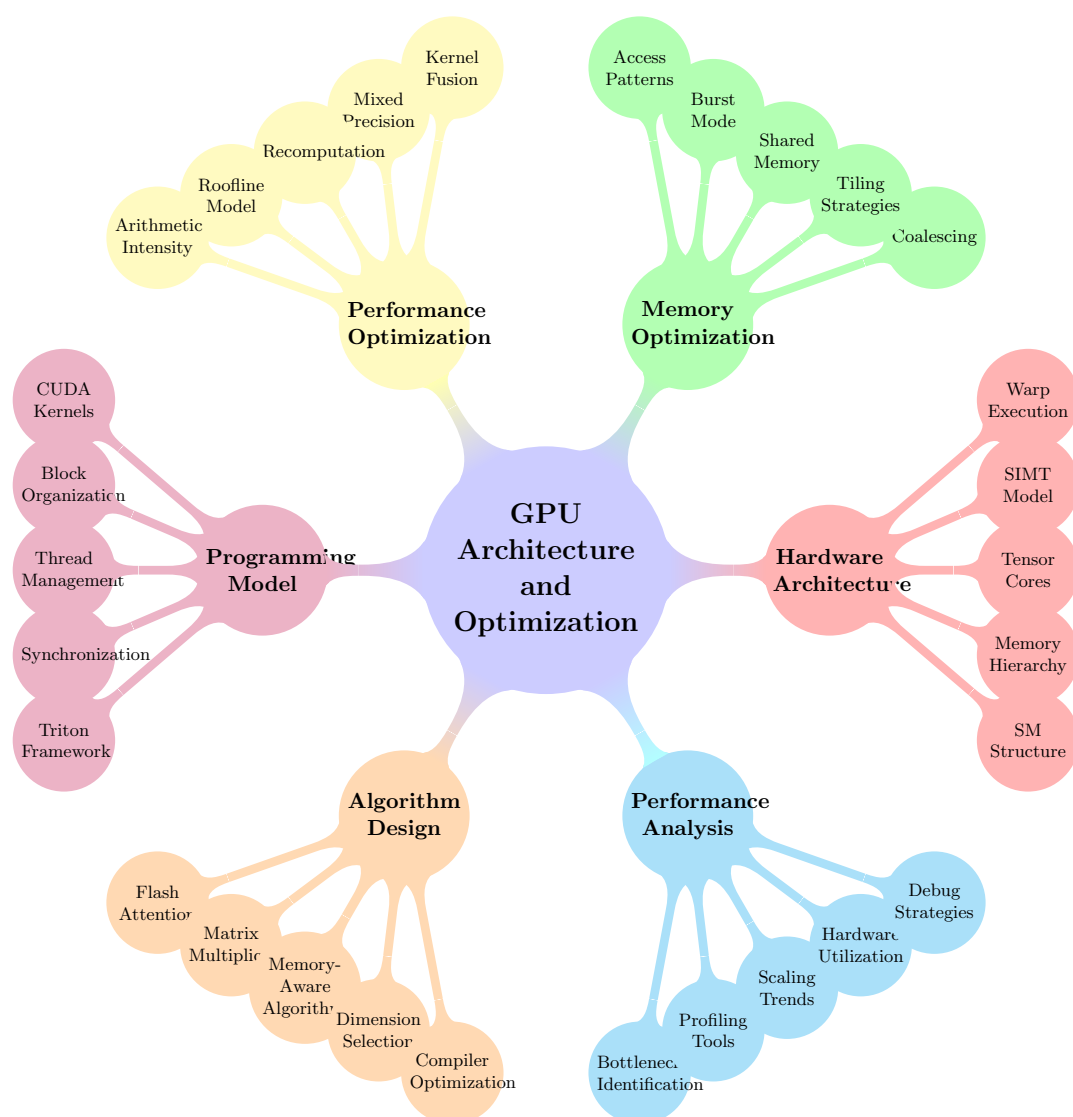 Kernel
Fusion
Mixed
Precision
Recomputation
Roofline
Model
Arithmetic
Intensity
Performance
Optimization
Access
Patterns
Burst
Mode
Shared
Memory
Tiling
Strategies
Coalescing
Memory
Optimization
CUDA
Kernels
Block
Organization
Thread
Management
Synchronization
Triton
Framework
Programming
Model
GPU
Architecture
and
Optimization
Hardware
Architecture
Warp
Execution
SIMT
Model
Tensor
Cores
Memory
Hierarchy
SM
Structure
Algorithm
Design
Flash
Attention
Matrix
Multiplic
Memory-
Aware
Algorithm
Dimension
Selection
Compiler
Optimization
Performance
Analysis
Debug
Strategies
Hardware
Utilization
Scaling
Trends
Profiling
Tools
Bottleneck
Identification